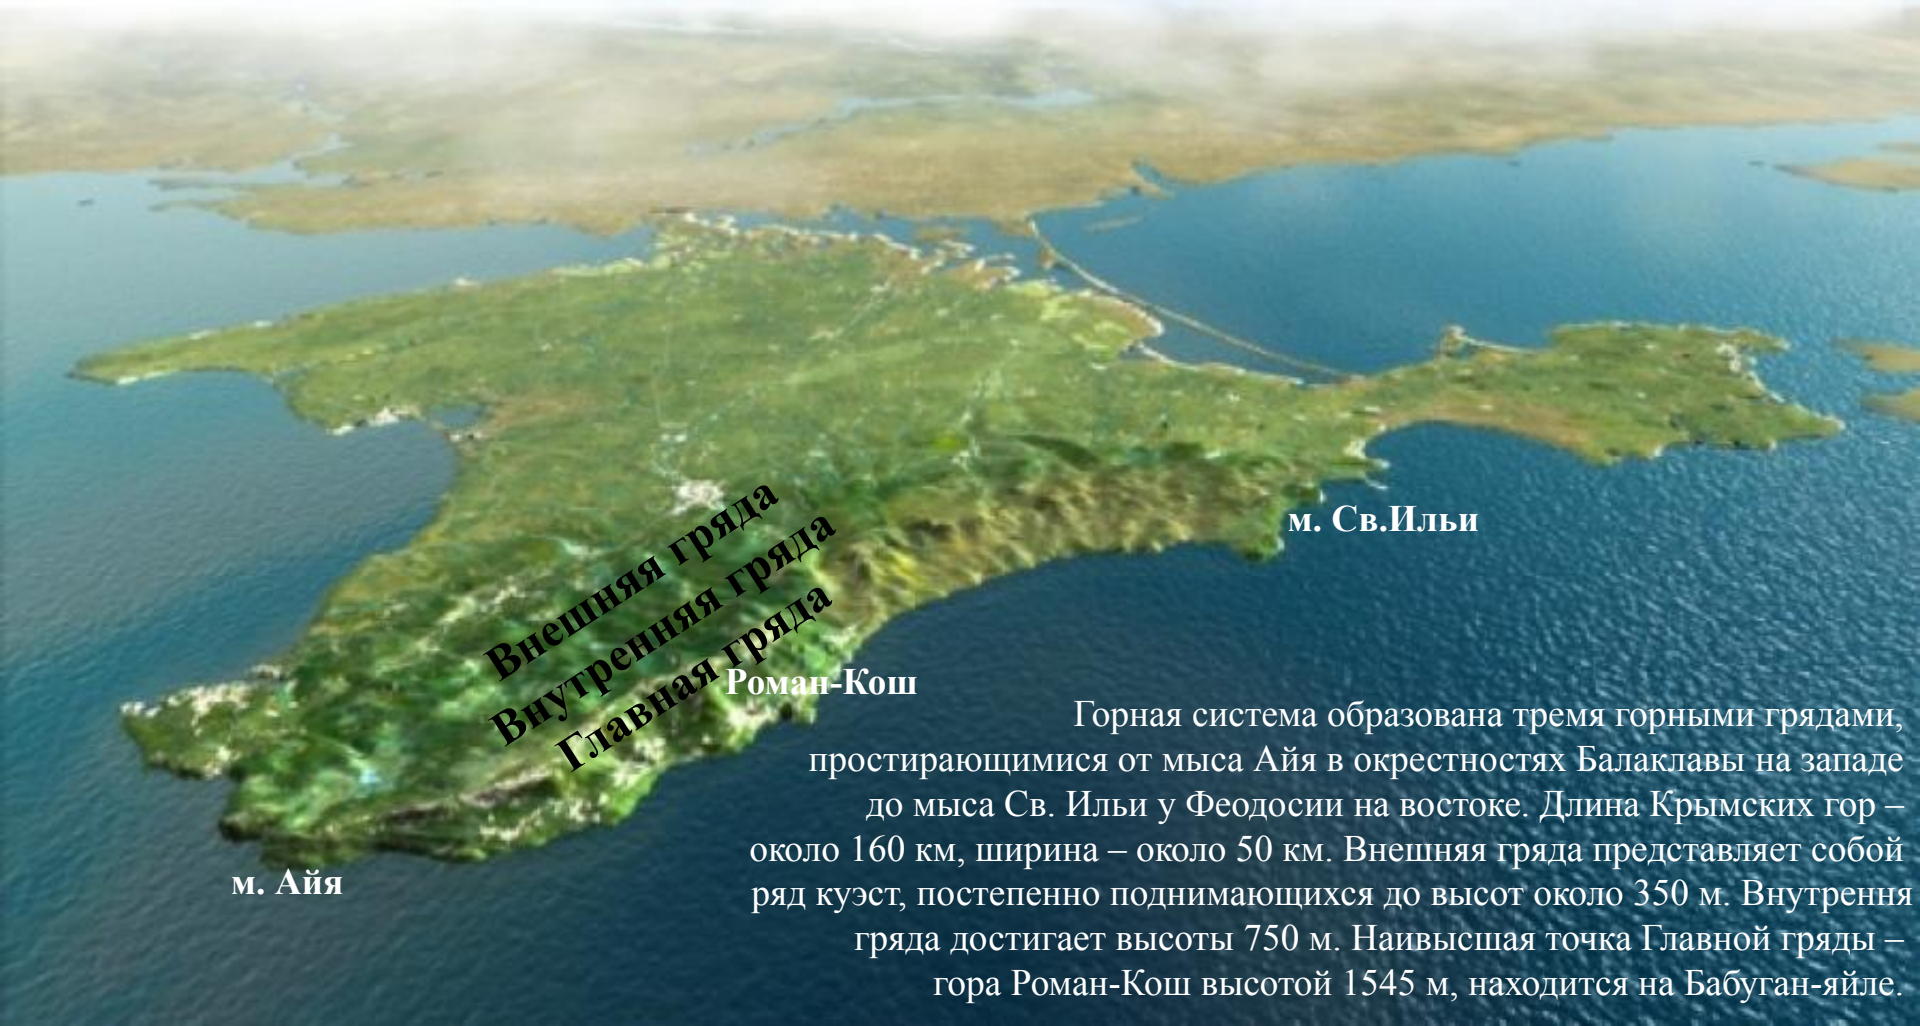 Внешняя гряда
Внутренняя гряда
Главная гряда
м. Св.Ильи
Роман-Кош
м. Айя
Горная система образована тремя горными грядами,
простирающимися от мыса Айя в окрестностях Балаклавы на западе
до мыса Св. Ильи у Феодосии на востоке. Длина Крымских гор –
около 160 км, ширина – около 50 км. Внешняя гряда представляет собой
ряд куэст, постепенно поднимающихся до высот около 350 м. Внутрення
гряда достигает высоты 750 м. Наивысшая точка Главной гряды –
гора Роман-Кош высотой 1545 м, находится на Бабуган-яйле.